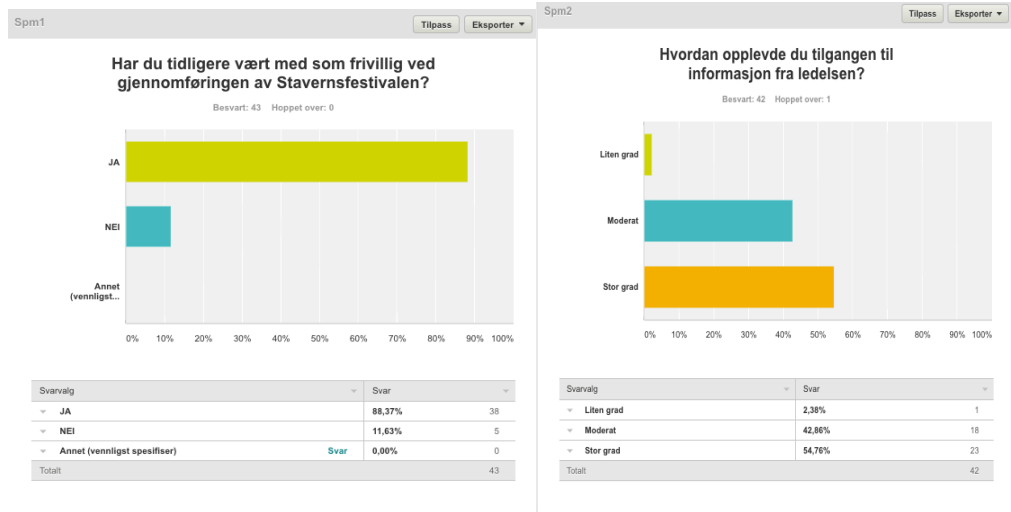 Spm1
Tilpass
Eksporter
Har du tidligere vært med som frivillig ved
gjennomføringen av Stavernsfestivalen?
Besvart: 43 Hoppet over: 0
JA
NEI
Annet
(vennligst...
0% 10% 20% 30% 40% 50% 60% 70% 80% 90% 100%
Svarvalg Svar
JA 88,37% 38
NEI 11,63% 5
Annet (vennligst spesifiser) Svar 0,00% 0
Totalt 43
Spm2
Tilpass
Eksporter
Hvordan opplevde du tilgangen til
informasjon fra ledelsen?
Besvart: 42 Hoppet over: 1
Liten grad
Moderat
Stor grad
0% 10% 20% 30% 40% 50% 60% 70% 80% 90% 100%
Svarvalg Svar
Liten grad 2,38% 1
Moderat 42,86% 18
Stor grad 54,76% 23
Totalt 42